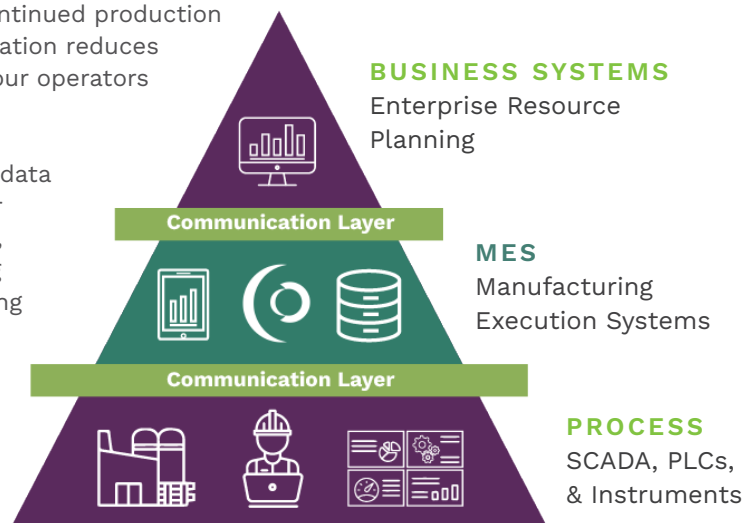 ntinued production
ation reduces
our operators
data
ng
BUSINESS SYSTEMS
Enterprise Resource
Planning
Communication Layer
MES
Manufacturing
Execution Systems
Communication Layer
PROCESS
SCADA, PLCs,
& Instruments